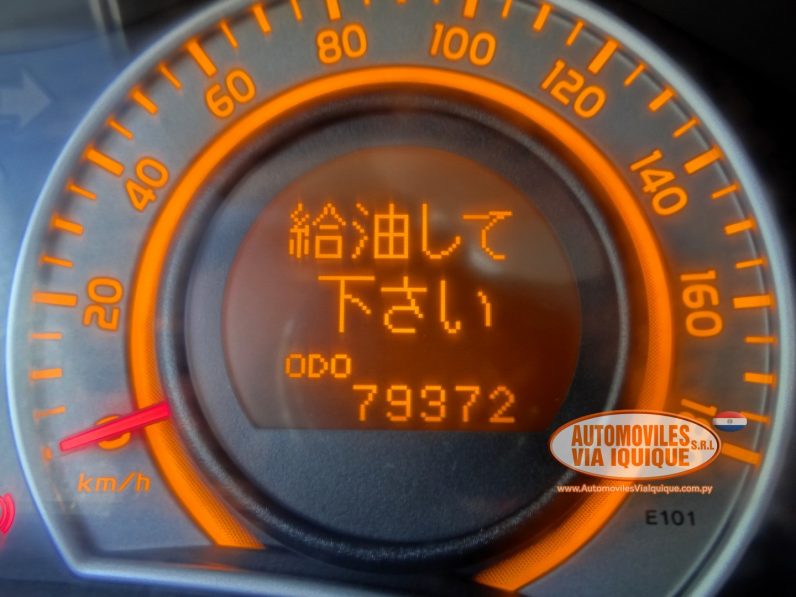 80 100
60 120
40 140
20 160
給油して
下さい
ODO
79372
0
km/h
AUTOMOVILES
VIA IQUIQUE S.R.L
www.AutomovilesViaIquique.com.py
E101